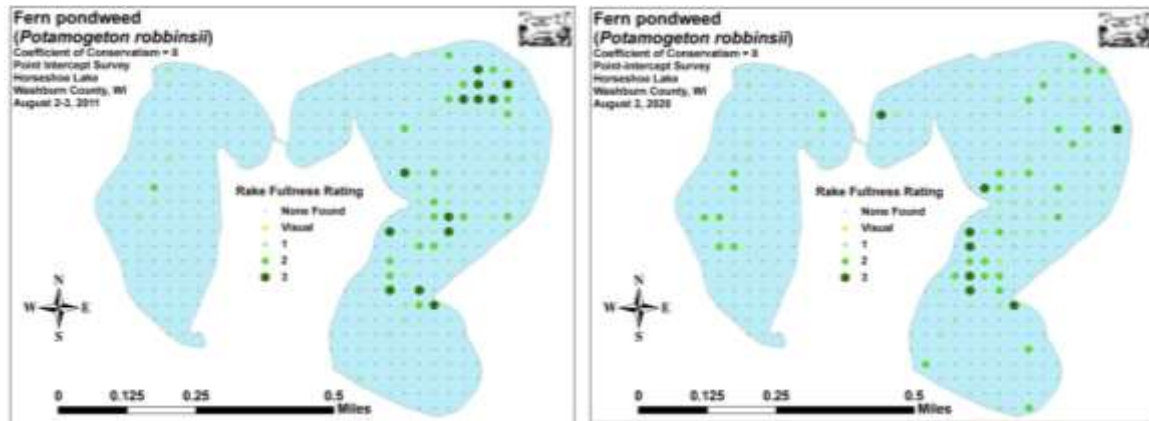 Fern pondweed
(Potamogeton robbinsii)
Coefficient of Conservatism = 8
Point Intercept Survey
Horseshoe Lake
Washburn County, WI
August 2-3, 2011
Rake Fullness Rating
None Found
Visual
1
2
3
N
W E
S
0 0.125 0.25 0.5
Miles
Fern pondweed
(Potamogeton robbinsii)
Coefficient of Conservatism = 8
Point-intercept Survey
Horseshoe Lake
Washburn County, WI
August 3, 2020
Rake Fullness Rating
None Found
Visual
1
2
3
N
W E
S
0 0.125 0.25 0.5
Miles